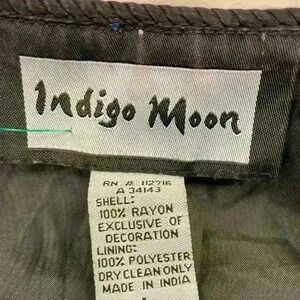 Indigo Moon
RN # 112716
A 34143
SHELL:
100% RAYON
EXCLUSIVE OF
DECORATION
LINING:
100% POLYESTER
DRY CLEAN ONLY
MADE IN INDIA